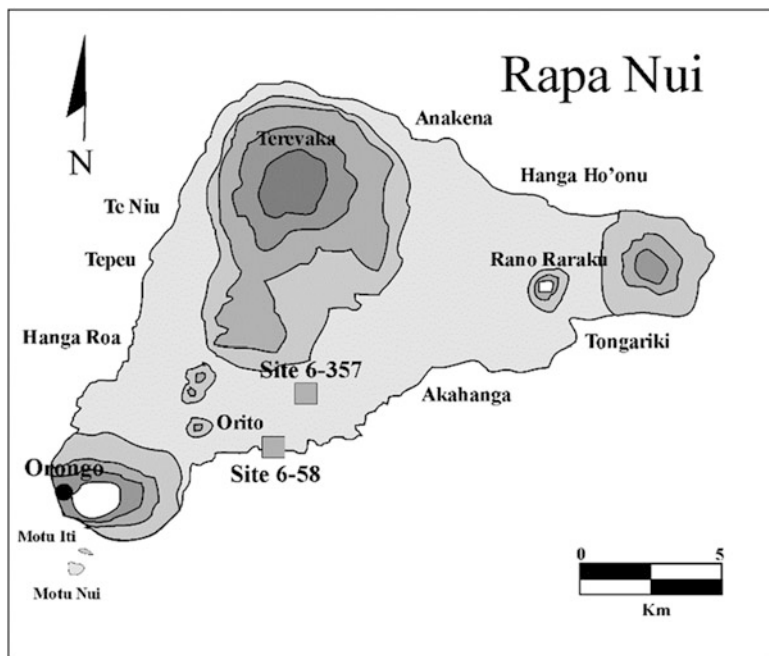 Rapa Nui
N
Terevaka
Anakena
Hanga Ho'onu
Te Niu
Tepeu
Rano Raraku
Hanga Roa
Tongariki
Site 6-357
Akahanga
Orito
Orongo
Site 6-58
Motu Iti
Motu Nui
0 5
Km